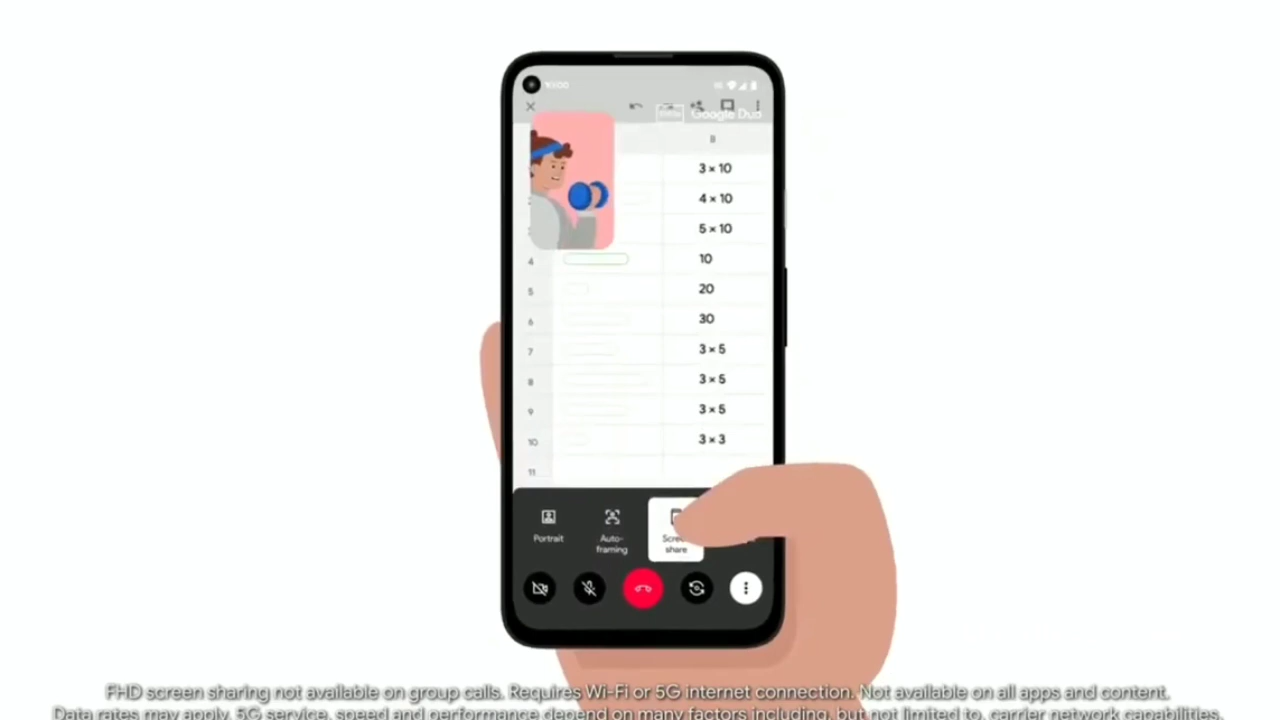 Google Duo
B
3 × 10
4 × 10
5 × 10
4
10
5
20
6
30
7
3 × 5
8
3 × 5
9
3 × 5
10
3 × 3
11
Portrait
Auto-
framing
share
FHD screen sharing not available on group calls. Requires Wi-Fi or 5G internet connection. Not available on all apps and content.
Data rates may apply. 5G service, speed and performance depend on many factors including, but not limited to, carrier network capabilities,